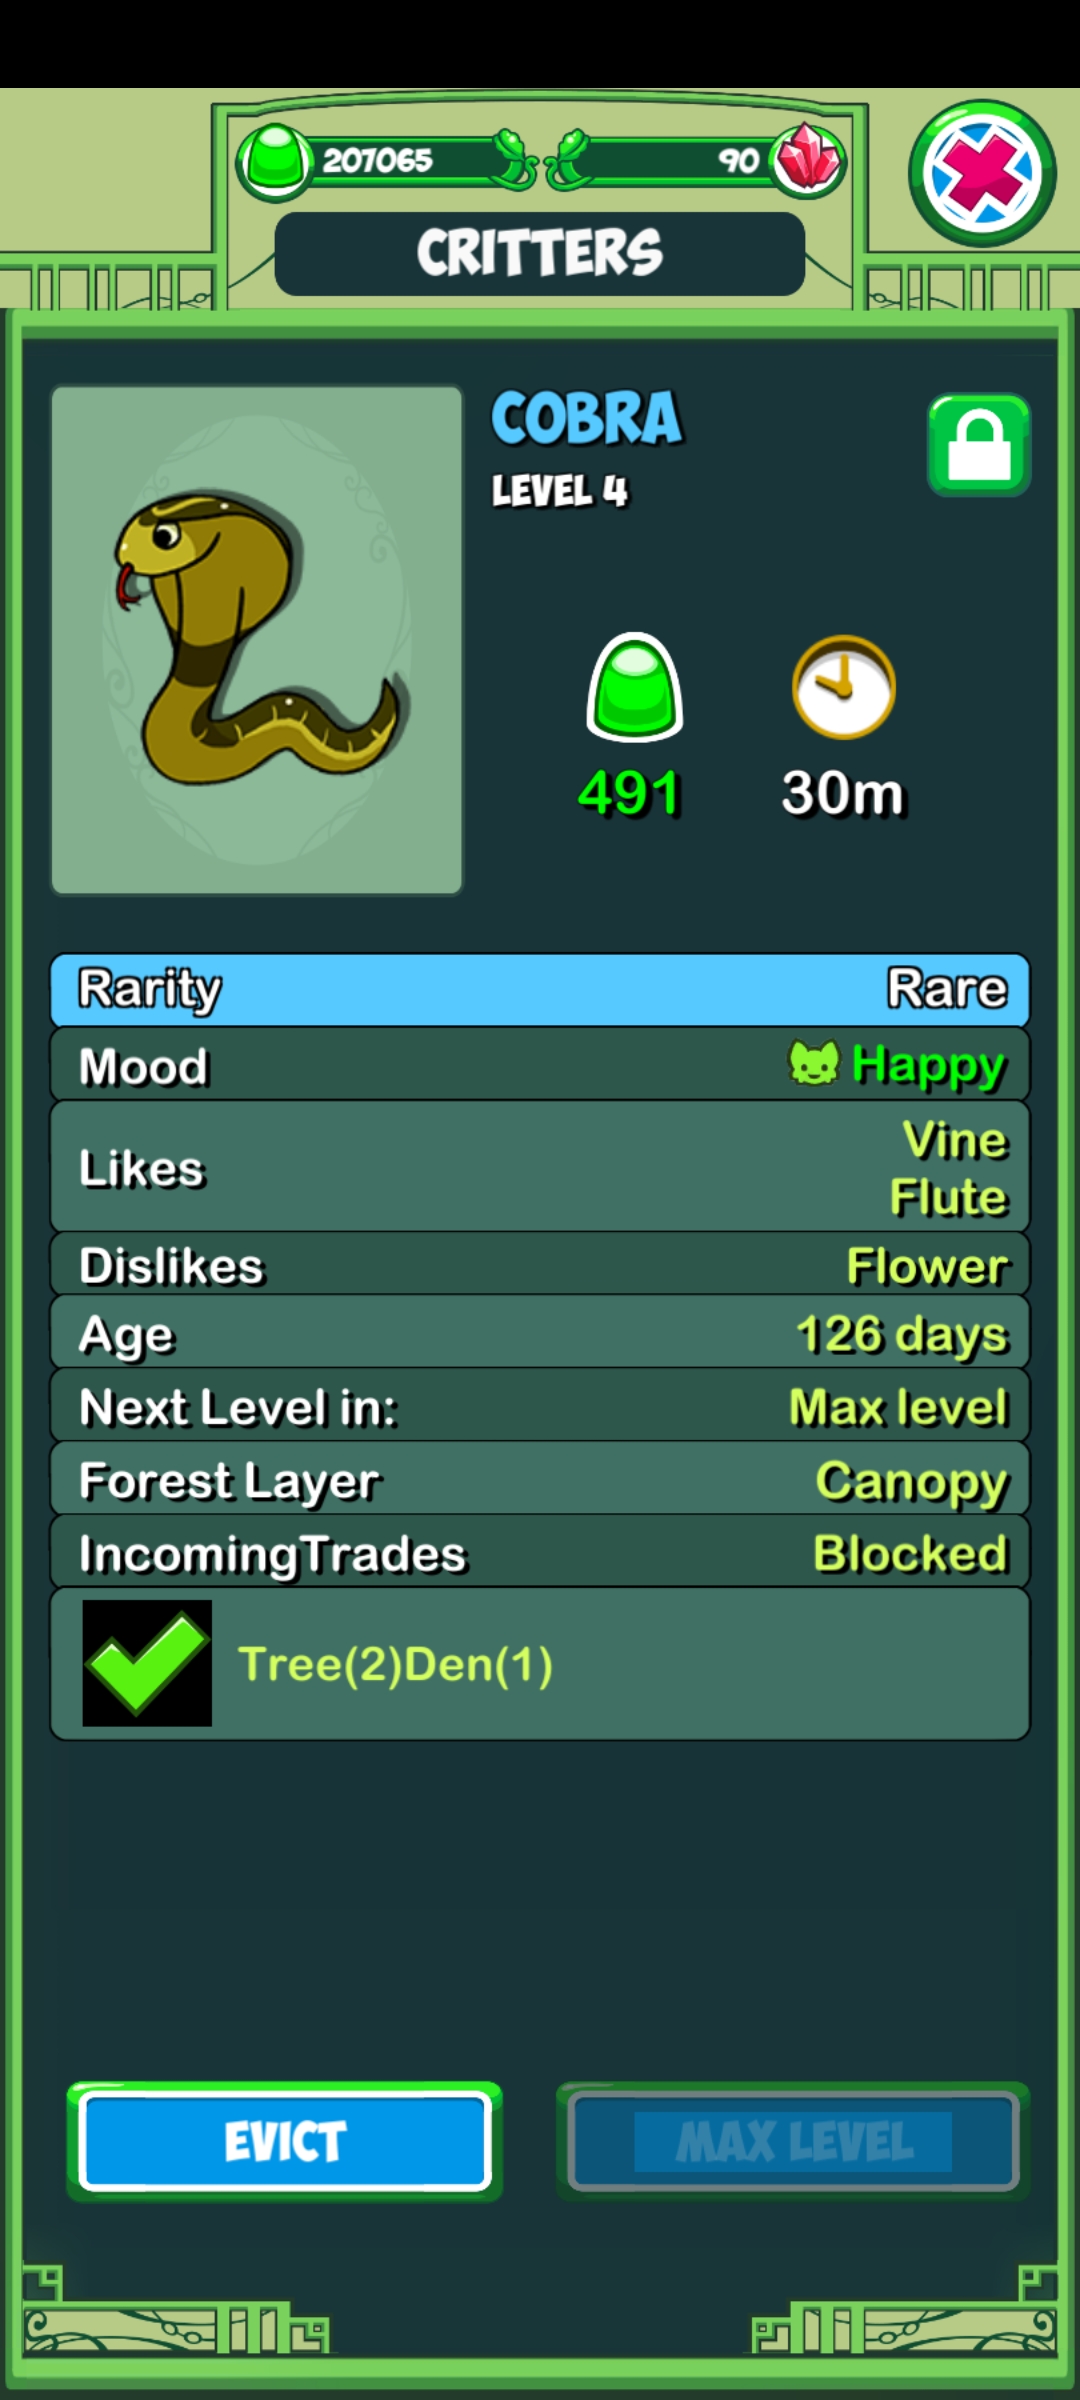 207065
90
CRITTERS
COBRA
LEVEL 4
491
30m
Rarity Rare
Mood Happy
Likes Vine
Flute
Dislikes Flower
Age 126 days
Next Level in: Max level
Forest Layer Canopy
IncomingTrades Blocked
Tree(2)Den(1)
EVICT
MAX LEVEL